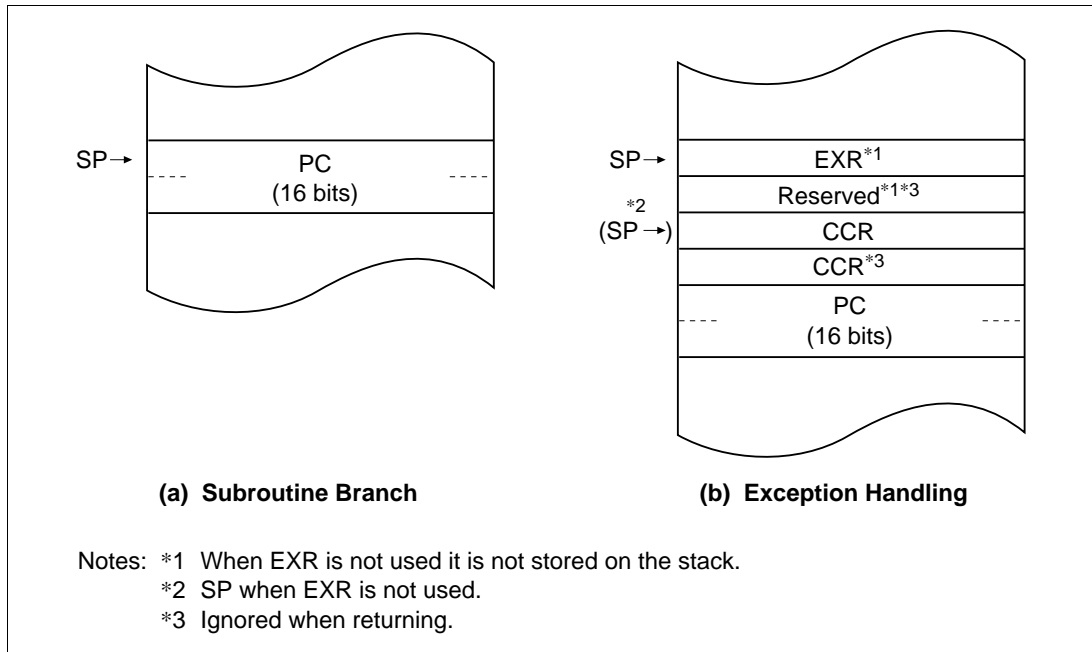 SP→
PC
(16 bits)
(a) Subroutine Branch
SP→
EXR*1
Reserved*1*3
*2
(SP→)
CCR
CCR*3
PC
(16 bits)
(b) Exception Handling
Notes: *1 When EXR is not used it is not stored on the stack.
*2 SP when EXR is not used.
*3 Ignored when returning.